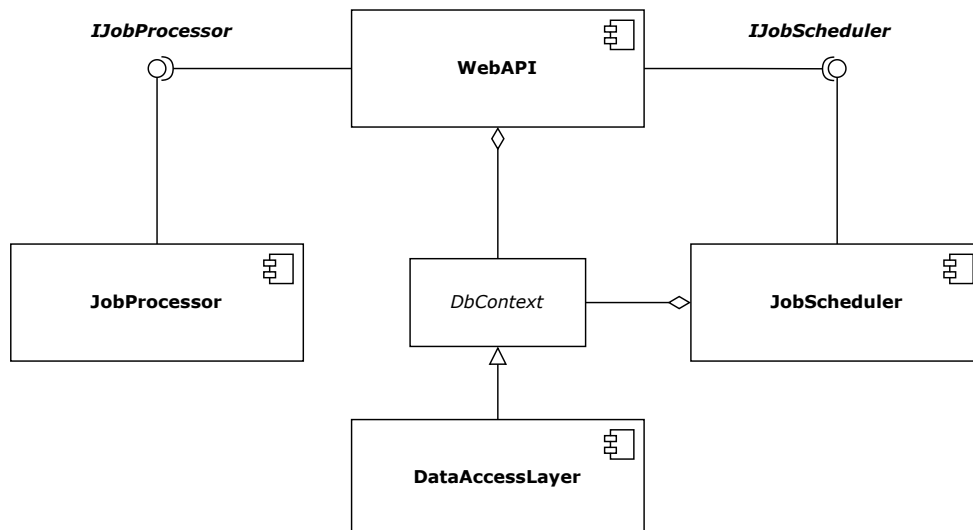 IJobProcessor
IJobScheduler
WebAPI
JobProcessor
DbContext
JobScheduler
DataAccessLayer